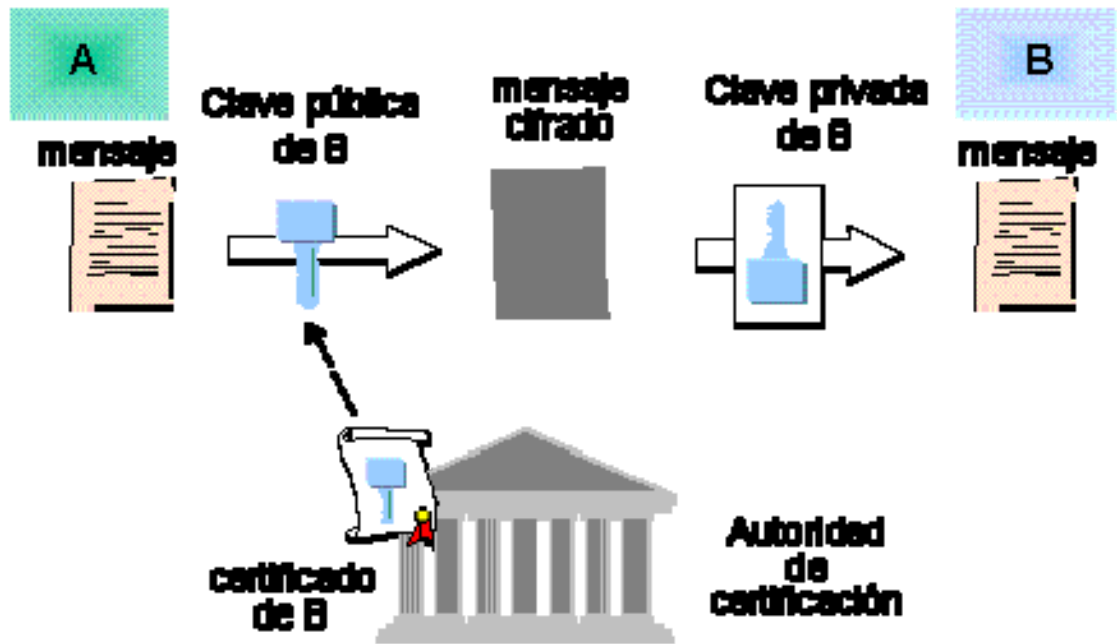 A
B
Clave pública
de B
mensaje
cifrado
Clave privada
de B
mensaje
mensaje
certificado
de B
Autoridad
de
certificación